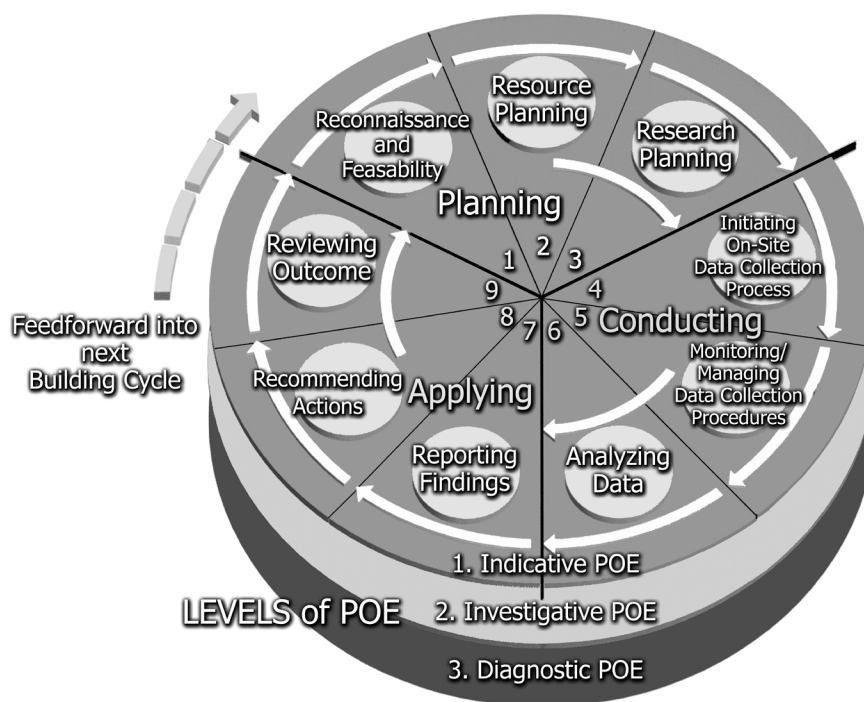 Resource
Planning
Reconnaissance
and
Feasability
Research
Planning
Planning
Initiating
On-Site
Data Collection
Process
Reviewing
Outcome
1
2
3
4
5
6
7
8
9
Conducting
Feedforward into
next
Building Cycle
Monitoring/
Managing
Data Collection
Procedures
Recommending
Actions
Applying
Reporting
Findings
Analyzing
Data
1. Indicative POE
LEVELS of POE
2. Investigative POE
3. Diagnostic POE